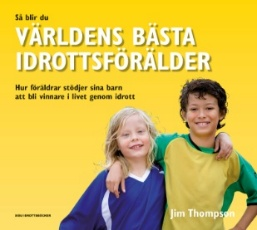 Så blir du
VÄRLDENS BÄSTA
IDROTTSFÖRÄLDER
Hur föräldrar stödjer sina barn
att bli vinnare i livet genom idrott
Jim Thompson